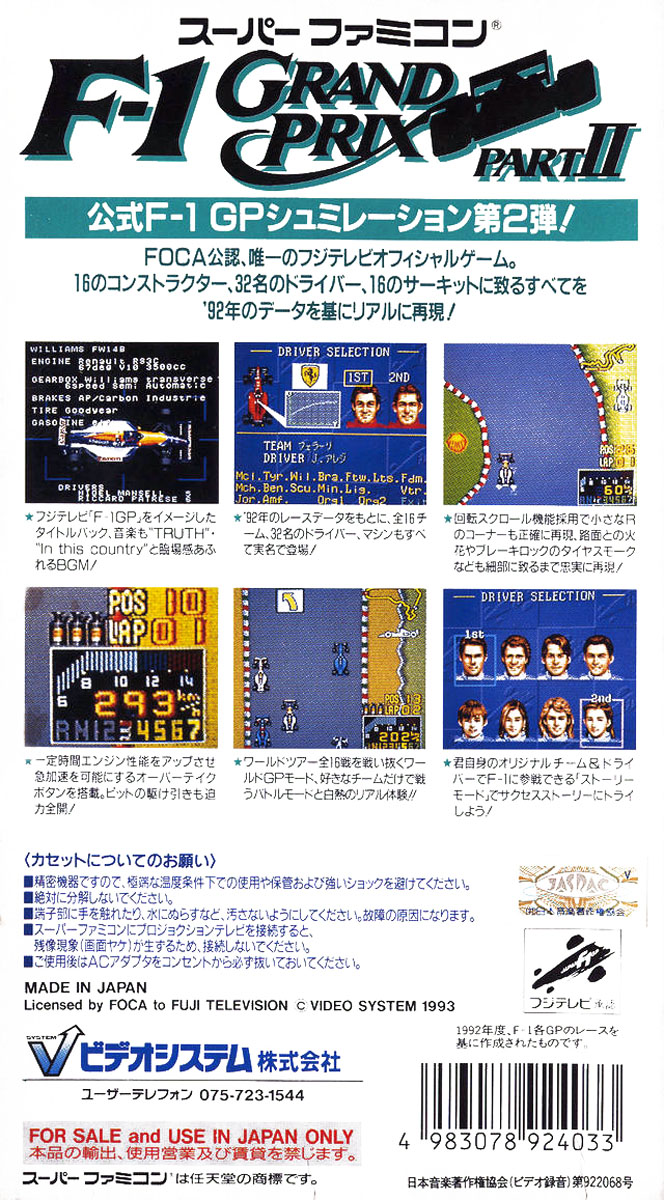 スーパーファミコン®
F-1 GRAND PRIX PART II
公式F-1 GPシュミレーション第2弾!
FOCA公認、唯一のフジテレビオフィシャルゲーム。
16のコンストラクター、32名のドライバー、16のサーキットに致るすべてを
'92年のデータを基にリアルに再現!
WILLIAMS FW14B
ENGINE Renault RS3C
67deg V10 3500cc
GEARBOX Williams transverse
6speed Semi Automatic
BRAKES AP/Carbon Industrie
TIRE Goodyear
GASOLINE elf
DRIVERS
NIGEL MANSELL
RICCARDO PATRESE
★フジテレビ「F-1GP」をイメージした
タイトルバック、音楽も"TRUTH"・
"In this country"と臨場感あふ
れるBGM!
DRIVER SELECTION
1ST 2ND
TEAM フェラーリ
DRIVER J.アレジ
Mcl.Tyr.Wil.Bra.Ftw.Lts.Fdm.
Mch.Ben.Scu.Min.Lig. Vtr.
Jor.Amf. Org1 Org2 Exit
★'92年のレースデータをもとに、全16チ
ーム、32名のドライバー、マシンもすべ
て実名で登場!
POS
LAP
60%
★回転スクロール機能採用で小さなR
のコーナーも正確に再現、路面との火
花やブレーキロックのタイヤスモーク
なども細部に致るまで忠実に再現!
POS 10
LAP 01
6 8 10 12 14
293 km/h
RN1234567
★一定時間エンジン性能をアップさせ
急加速を可能にするオーバーテイク
ボタンを搭載。ピットの駆け引きも迫
力全開!
POS 13
LAP 02
202
★ワールドツアー全16戦を戦い抜くワー
ルドGPモード、好きなチームだけで戦
うバトルモードと白熱のリアル体験!!
DRIVER SELECTION
1st
2nd
★君自身のオリジナルチーム&ドライ
バーでF-1に参戦できる「ストーリー
モード」でサクセスストーリーにトライ
しよう!
〈カセットについてのお願い〉
■精密機器ですので、極端な温度条件下での使用や保管および強いショックを避けてください。
■絶対に分解しないでください。
■端子部に手を触れたり、水にぬらすなど、汚さないようにしてください。故障の原因になります。
■スーパーファミコンにプロジョクションテレビを接続すると、
残像現象(画面ヤケ)が生ずるため、接続しないでください。
■ご使用後はACアダプタをコンセントから必ず抜いておいてください。
V
JASRAC
フジテレビ承認
MADE IN JAPAN
Licensed by FOCA to FUJI TELEVISION © VIDEO SYSTEM 1993
1992年度、F-1各GPのレースを
基に作成されたものです。
SYSTEM V ビデオシステム株式会社
ユーザーテレフォン 075-723-1544
FOR SALE and USE IN JAPAN ONLY
本品の輸出、使用営業及び賃貸を禁じます。
4 983078 924033
スーパーファミコンは任天堂の商標です。
日本音楽著作権協会(ビデオ録音)第922068号